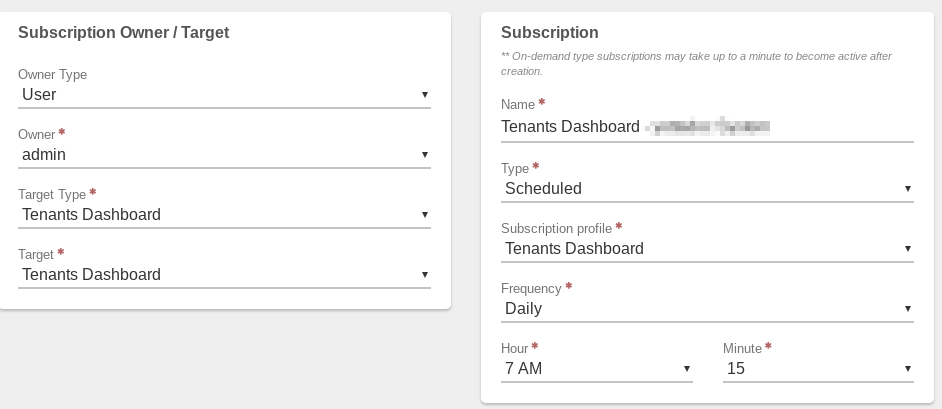 Subscription Owner / Target
Owner Type
User
Owner *
admin
Target Type *
Tenants Dashboard
Target *
Tenants Dashboard
Subscription
** On-demand type subscriptions may take up to a minute to become active after
creation.
Name *
Tenants Dashboard
Type *
Scheduled
Subscription profile *
Tenants Dashboard
Frequency *
Daily
Hour * Minute *
7 AM 15